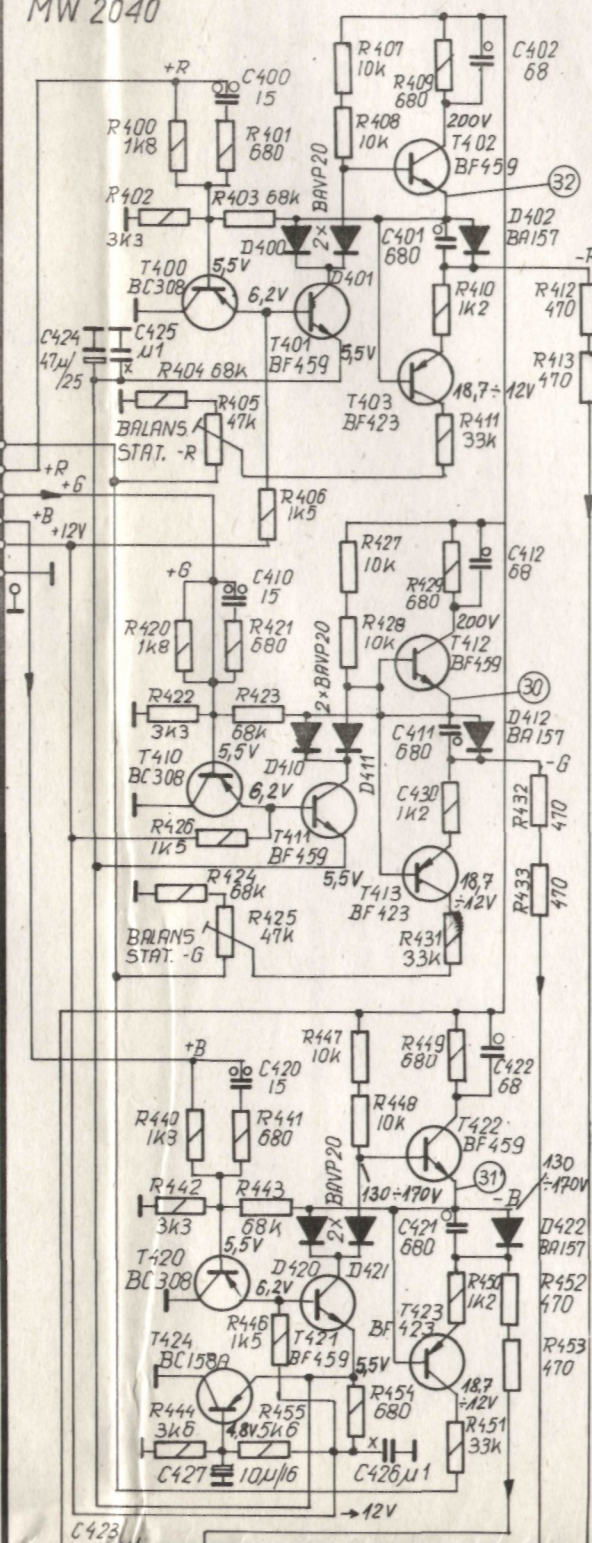 MW 2040
+R
C400
15
R407
10K
R409
680
C402
68
R400
1K8
R401
680
R408
10K
200V
T402
BF459
2× BAVP20
32
R402
3K3
R403 68K
D400
C401
680
D402
BA157
T400
BC308
5,5V
6,2V
D401
-R
R410
1K2
R412
470
C424
47µ/25
C425
µ1
x
T401
BF459
5,5V
R413
470
R404 68K
T403
BF423
18,7÷12V
R405
47K
R411
33K
BALANS
STAT. -R
+R
+G
R406
1K5
+B
+12V
R427
10K
C412
68
+G
C410
15
R429
680
R420
1k8
R421
680
R428
10K
200V
T412
BF459
2×BAVP20
30
R422
3K3
R423
68K
C411
680
D412
BA157
5,5V
T410
BC308
D410
D411
-G
6,2V
C430
1K2
R432
470
R426
1K5
T411
BF459
5,5V
R424
68K
T413
BF423
18,7
÷12V
R433
470
R425
47K
BALANS
STAT. -G
R431
33K
+B
R447
10K
R449
680
C420
15
C422
68
R440
1K3
R441
680
R448
10K
T422
BF459
2× BAVP20
130÷170V
31
130
÷170V
-B
R442
3K3
R443
68K
C421
680
D422
BA157
5,5V
T420
BC308
D420
D421
6,2V
R450
1K2
R452
470
R446
1K5
T421
BF459
T423
BF423
T424
BC158A
5,5V
R453
470
R454
680
18,7
÷12V
R444
3K6
4,8V
R455
5K6
R451
33K
x
C427
10µ/16
C426µ1
→12V
C423